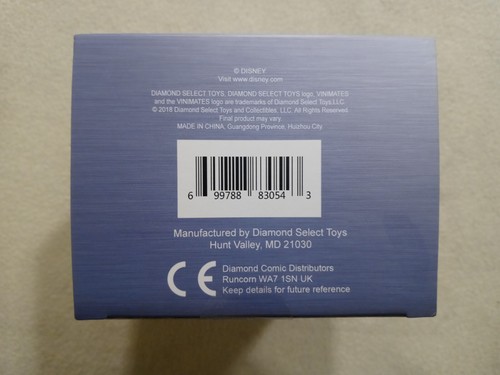 © DISNEY
Visit www.disney.com
DIAMOND SELECT TOYS, DIAMOND SELECT TOYS logo, VINIMATES
and the VINIMATES logo are trademarks of Diamond Select Toys,LLC.
© 2018 Diamond Select Toys and Collectibles, LLC. All Rights Reserved.
Final product may vary.
MADE IN CHINA, Guangdong Province, Huizhou City
6 99788 83054 3
Manufactured by Diamond Select Toys
Hunt Valley, MD 21030
CE
Diamond Comic Distributors
Runcorn WA7 1SN UK
Keep details for future reference